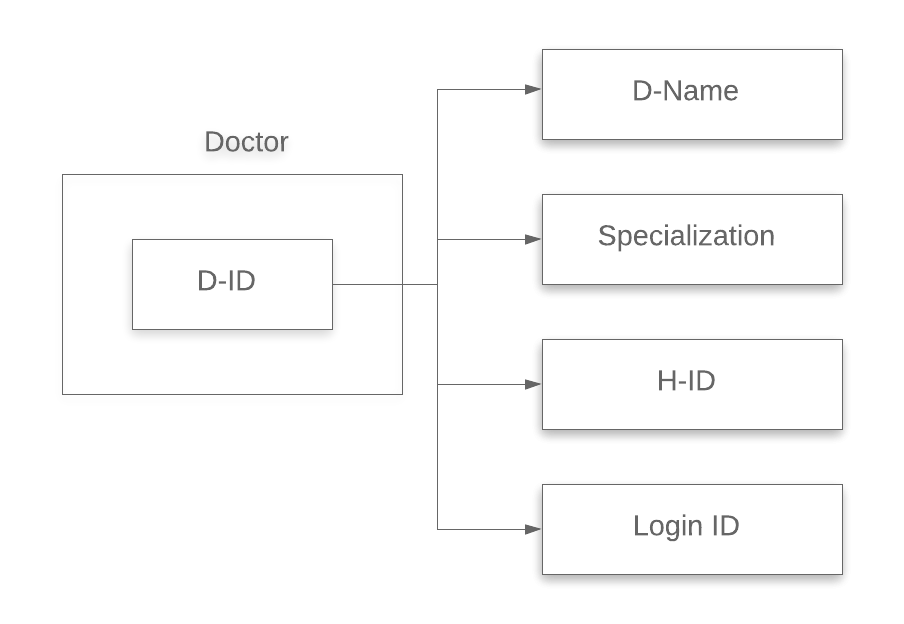 Doctor
D-ID
D-Name
Specialization
H-ID
Login ID